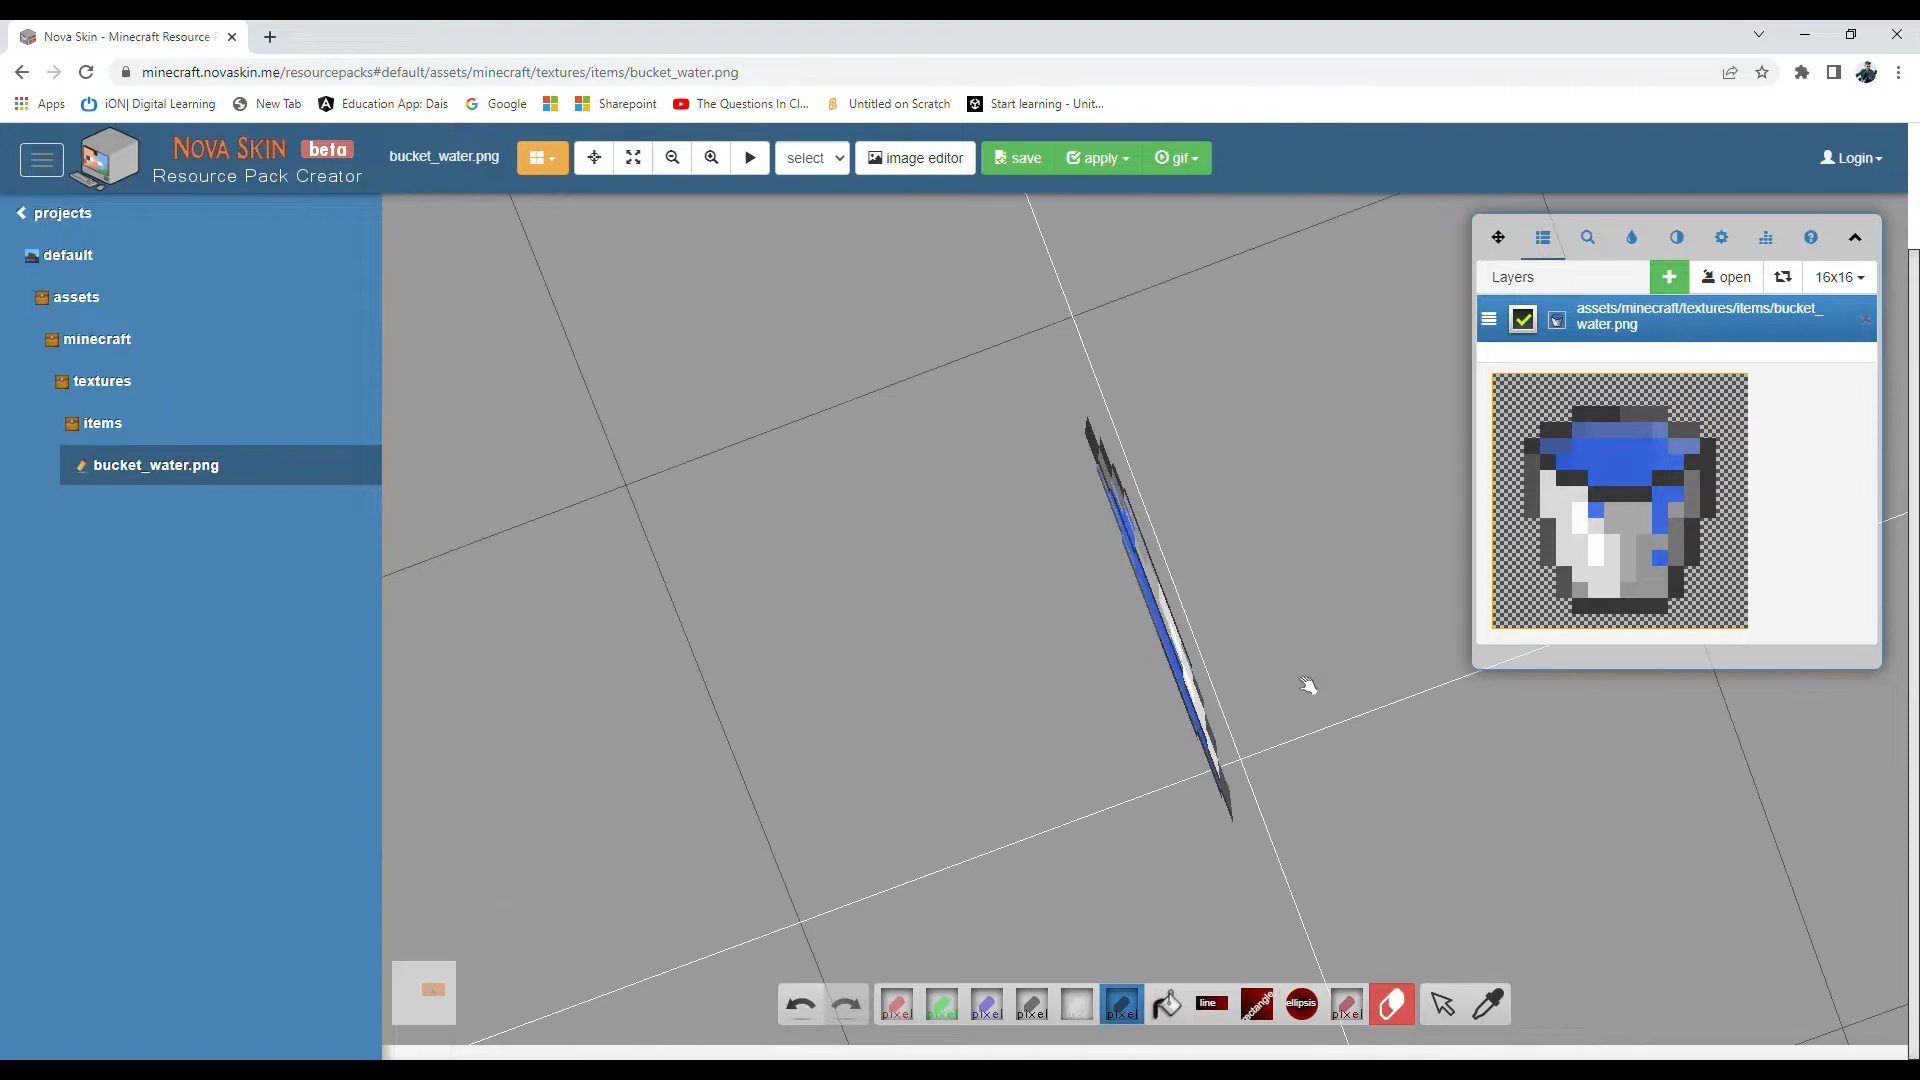 Nova Skin - Minecraft Resource P
minecraft.novaskin.me/resourcepacks#default/assets/minecraft/textures/items/bucket_water.png
Apps
iON| Digital Learning
New Tab
Education App: Dais
Google
Sharepoint
The Questions In Cl...
Untitled on Scratch
Start learning - Unit...
NOVA SKIN beta
Resource Pack Creator
bucket_water.png
select
image editor
save
apply
gif
Login
projects
default
assets
minecraft
textures
items
bucket_water.png
Layers
open
16x16
assets/minecraft/textures/items/bucket_
water.png
pixel
pixel
pixel
pixel
pixel
line
rectangle
ellipsis
pixel